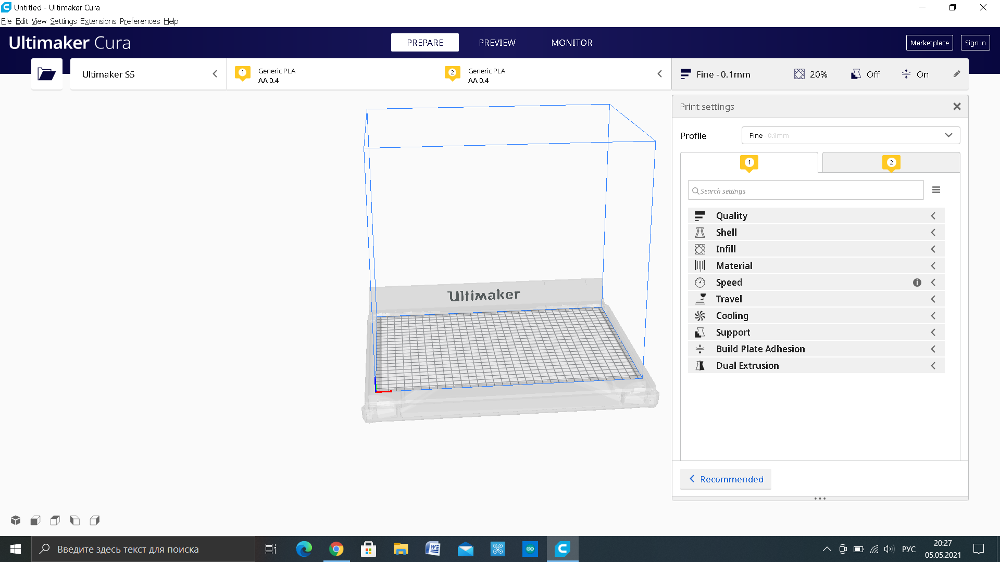 Untitled - Ultimaker Cura
File Edit View Settings Extensions Preferences Help
Ultimaker Cura
PREPARE
PREVIEW
MONITOR
Marketplace
Sign in
Ultimaker S5
1
Generic PLA
AA 0.4
2
Generic PLA
AA 0.4
Fine - 0.1mm
20%
Off
On
Print settings
Profile
Fine - 0.1mm
1
2
Search settings
Quality
Shell
Infill
Material
Speed
Travel
Cooling
Support
Build Plate Adhesion
Dual Extrusion
Recommended
Ultimaker
Введите здесь текст для поиска
РУС
20:27
05.05.2021